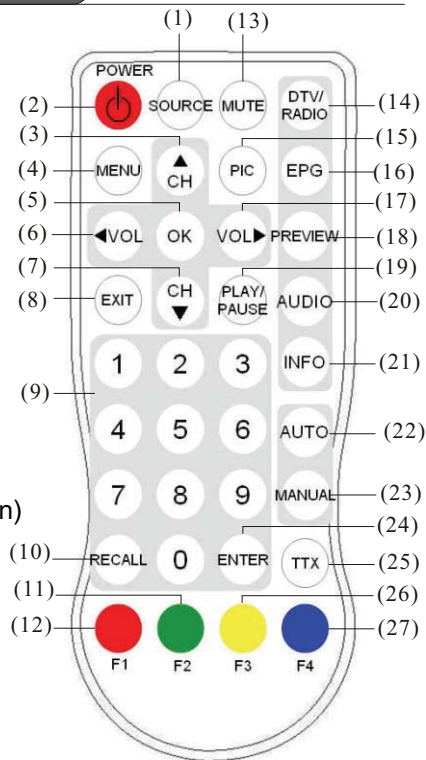 (1) (13)
POWER
(2) SOURCE MUTE DTV/ RADIO (14)
(3) (15)
(4) MENU ▲ CH PIC EPG (16)
(5) (17)
(6) ◀VOL OK VOL▶ PREVIEW (18)
(7) (19)
(8) EXIT CH ▼ PLAY/ PAUSE AUDIO (20)
1 2 3 INFO (21)
(9)
4 5 6 AUTO (22)
7 8 9 MANUAL (23)
n)
(24)
(10) RECALL 0 ENTER TTX (25)
(11) (26)
(12) (27)
F1 F2 F3 F4